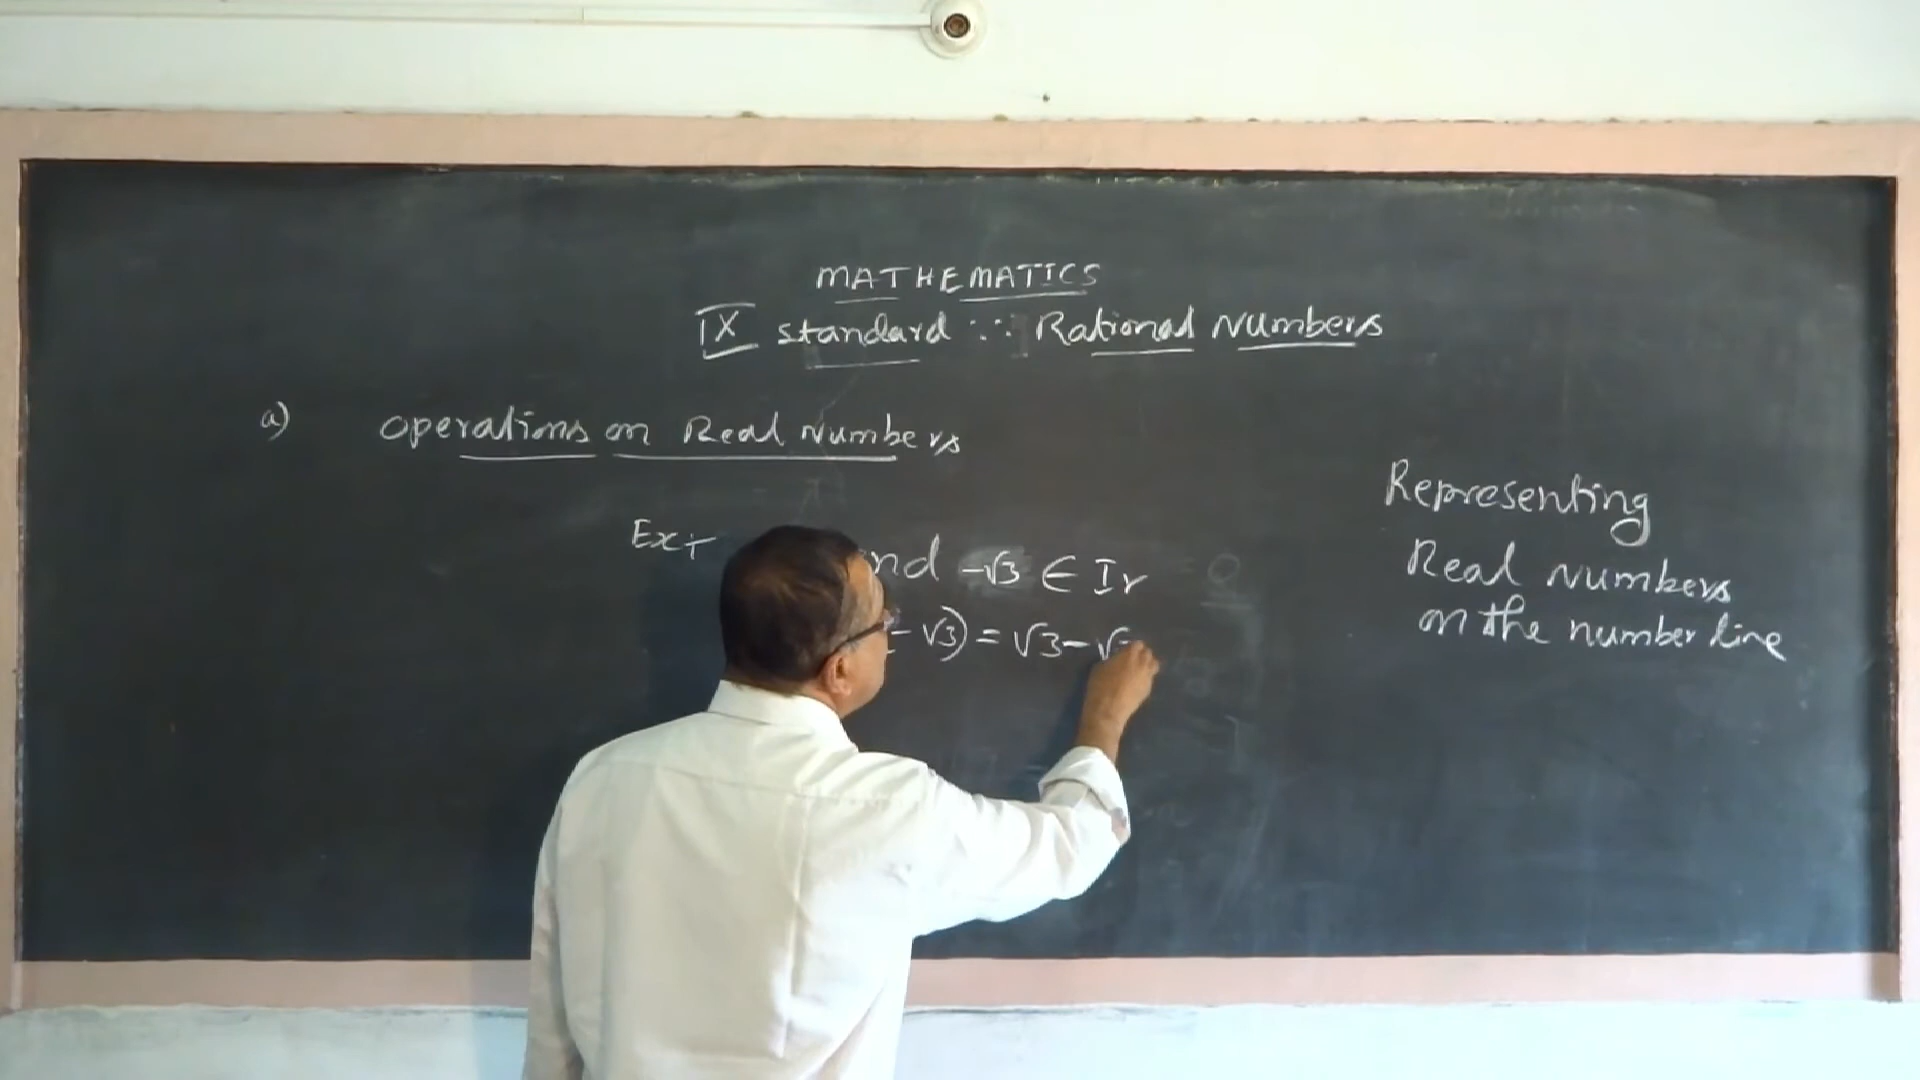 MATHEMATICS
IX standard ∴ Rational Numbers
a) Operations on Real Numbers
Ex:- nd -√3 ∈ Ir
- √3) = √3 - √
Representing
Real Numbers
on the number line